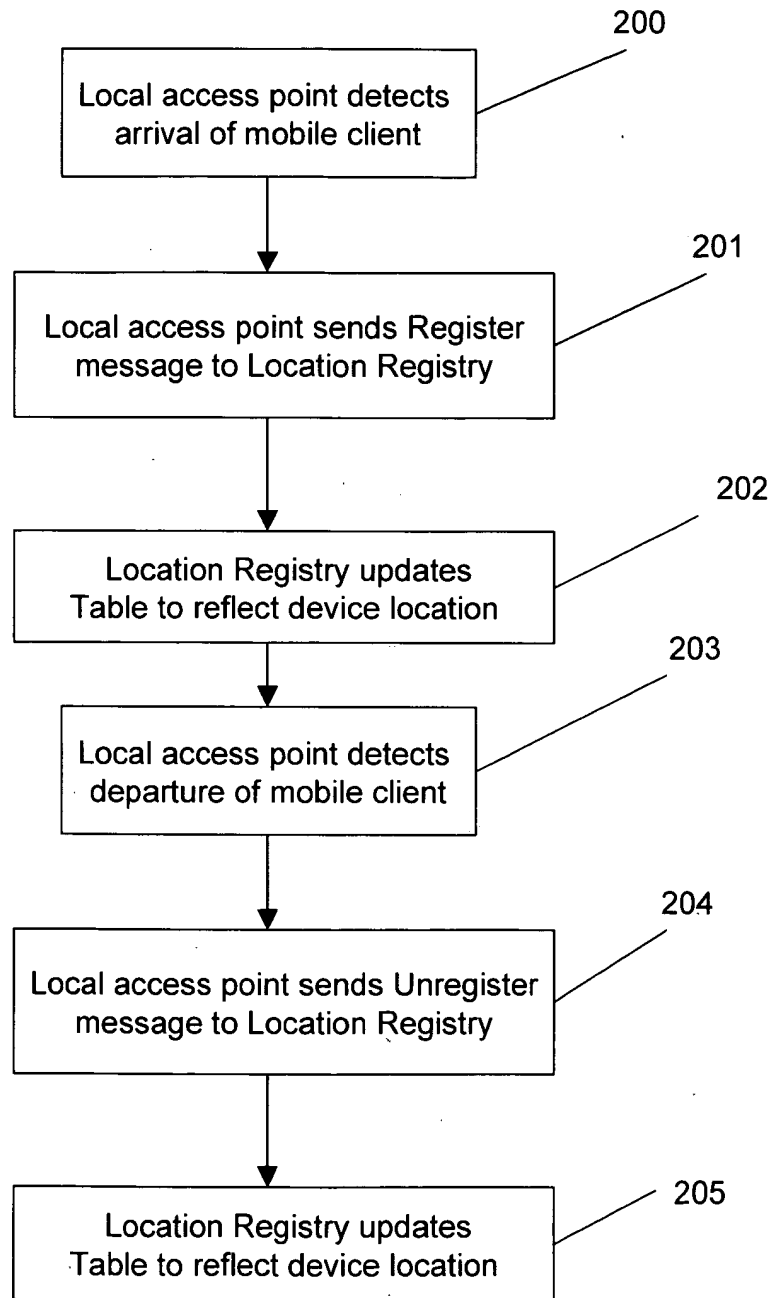 200
Local access point detects
arrival of mobile client
201
Local access point sends Register
message to Location Registry
202
Location Registry updates
Table to reflect device location
203
Local access point detects
departure of mobile client
204
Local access point sends Unregister
message to Location Registry
205
Location Registry updates
Table to reflect device location